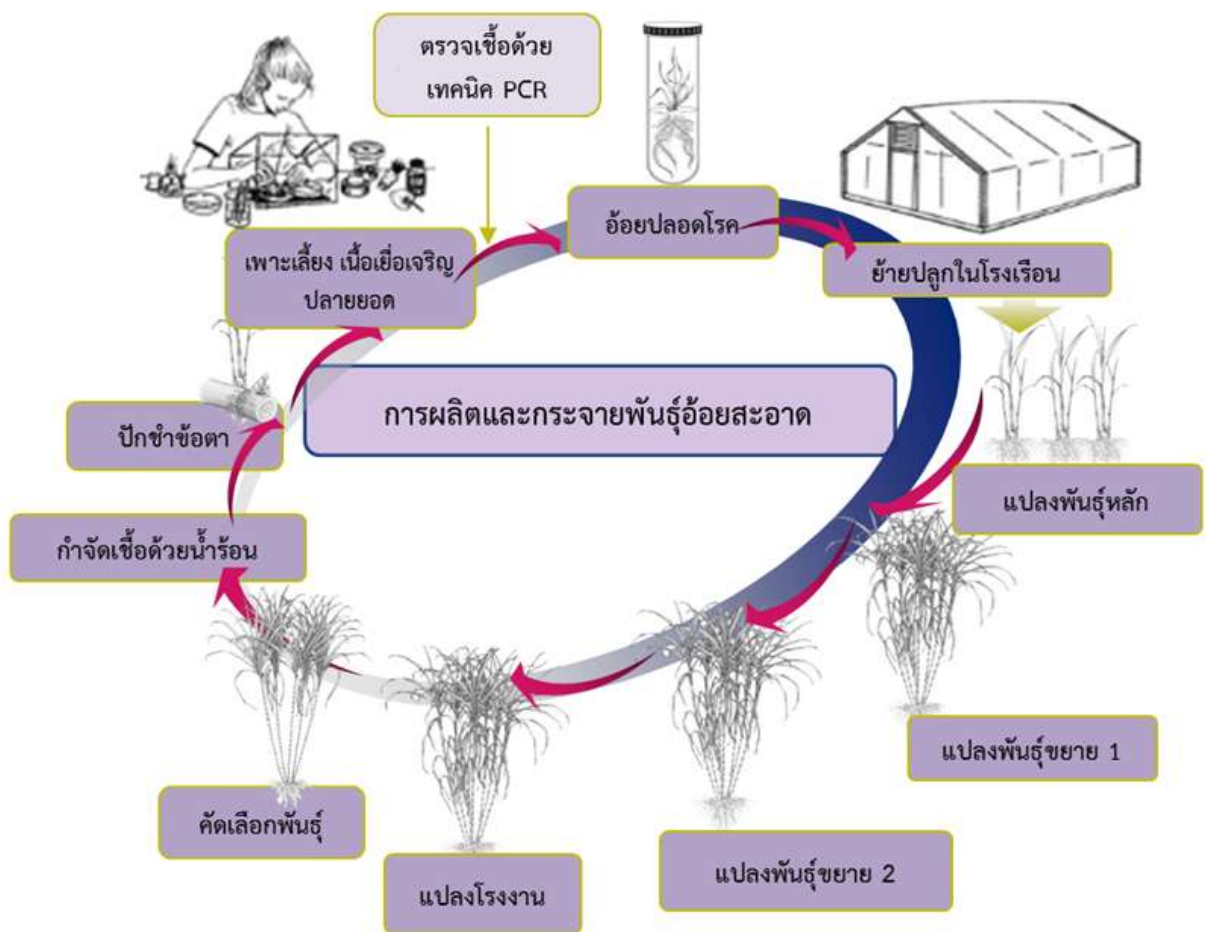 ตรวจเชื้อด้วย
เทคนิค PCR
อ้อยปลอดโรค
เพาะเลี้ยง เนื้อเยื่อเจริญ
ปลายยอด
ย้ายปลูกในโรงเรือน
การผลิตและกระจายพันธุ์อ้อยสะอาด
ปักชำข้อตา
แปลงพันธุ์หลัก
กำจัดเชื้อด้วยน้ำร้อน
แปลงพันธุ์ขยาย 1
คัดเลือกพันธุ์
แปลงพันธุ์ขยาย 2
แปลงโรงงาน